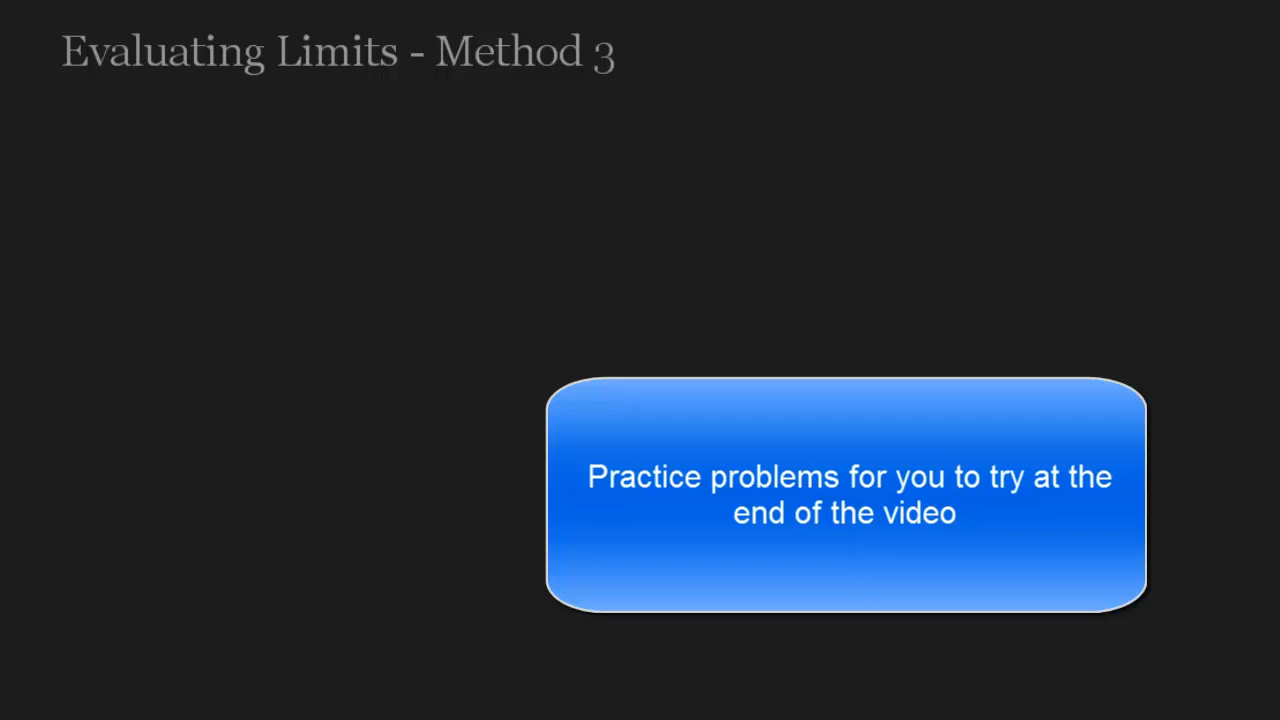 Evaluating Limits - Method 3
Practice problems for you to try at the
end of the video